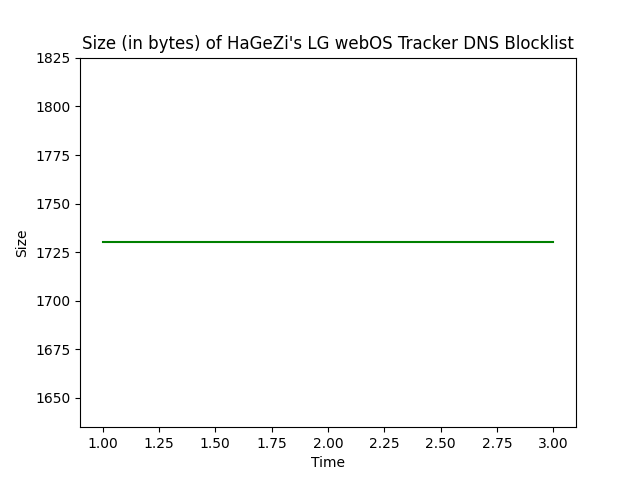 Size (in bytes) of HaGeZi's LG webOS Tracker DNS Blocklist
1825
1800
1775
1750
1725
1700
1675
1650
Size
1.00 1.25 1.50 1.75 2.00 2.25 2.50 2.75 3.00
Time